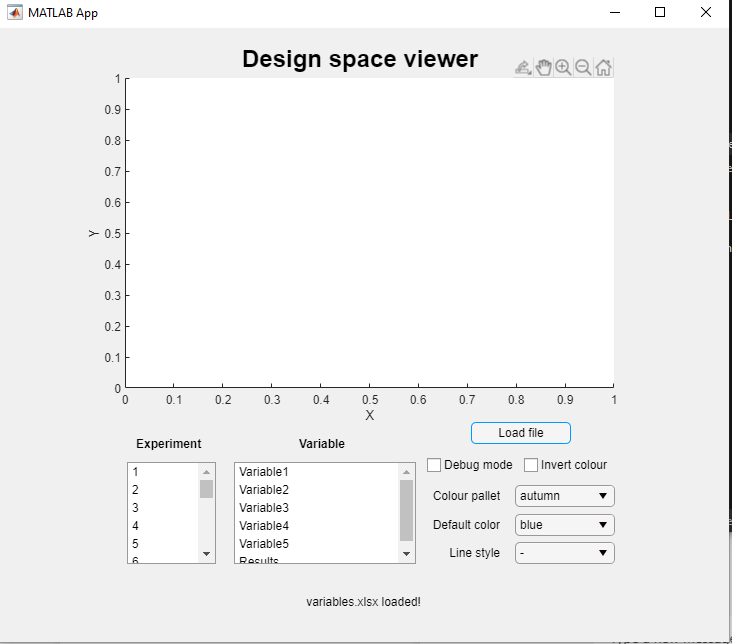 MATLAB App
Design space viewer
1
0.9
0.8
0.7
0.6
Y 0.5
0.4
0.3
0.2
0.1
0
0 0.1 0.2 0.3 0.4 0.5 0.6 0.7 0.8 0.9 1
X
Load file
Experiment Variable
Debug mode Invert colour
1 Variable1
2 Variable2
3 Variable3
4 Variable4
5 Variable5
6 Results
Colour pallet autumn
Default color blue
Line style -
variables.xlsx loaded!